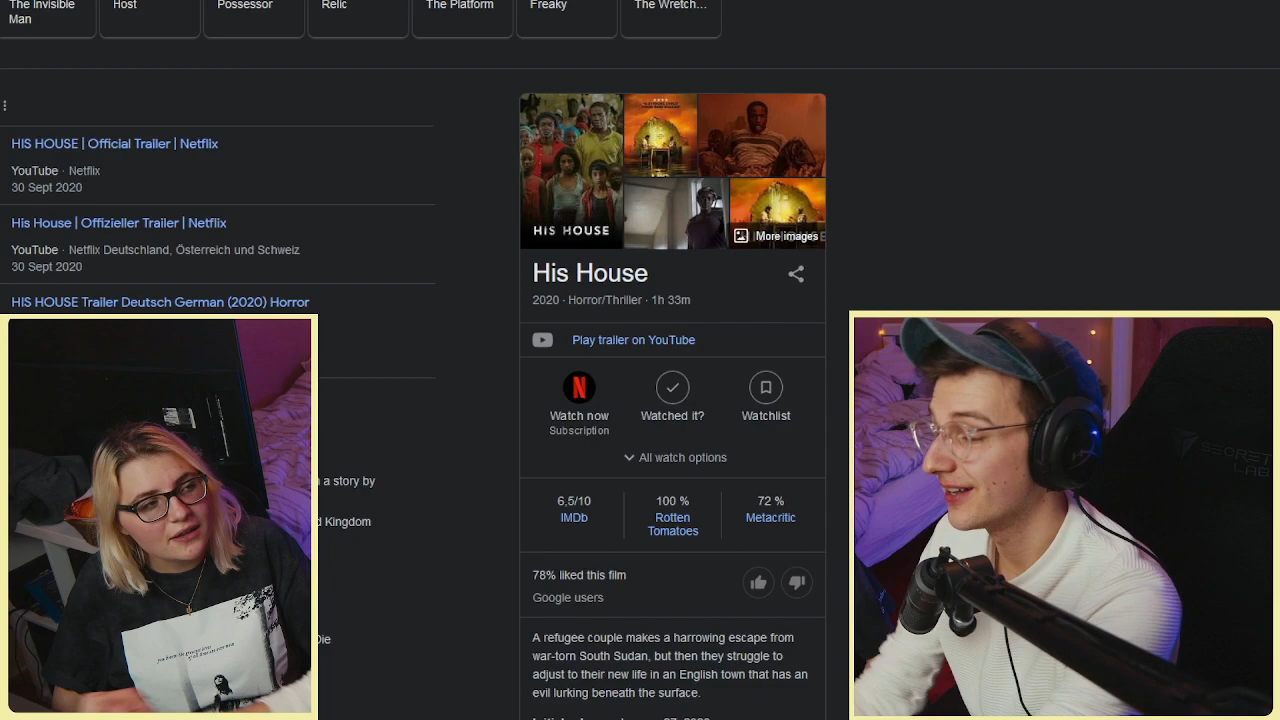 The Invisible
Man
Host
Possessor
Relic
The Platform
Freaky
The Wretch...
HIS HOUSE | Official Trailer | Netflix
YouTube · Netflix
30 Sept 2020
His House | Offizieller Trailer | Netflix
YouTube · Netflix Deutschland, Österreich und Schweiz
30 Sept 2020
HIS HOUSE Trailer Deutsch German (2020) Horror
a story by
d Kingdom
Die
HIS HOUSE
More images
His House
2020 · Horror/Thriller · 1h 33m
Play trailer on YouTube
N
Watch now
Subscription
Watched it?
Watchlist
All watch options
6,5/10
IMDb
100 %
Rotten
Tomatoes
72 %
Metacritic
78% liked this film
Google users
A refugee couple makes a harrowing escape from
war-torn South Sudan, but then they struggle to
adjust to their new life in an English town that has an
evil lurking beneath the surface.
SECRET
LAB